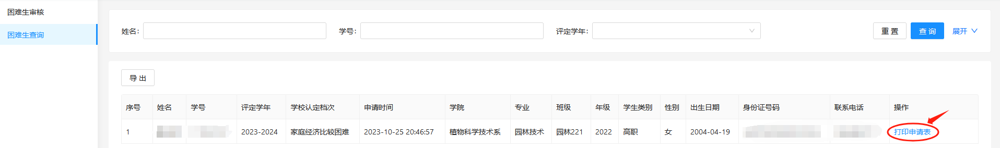 困难生审核
困难生查询
姓名: 学号: 评定学年: 重 置 查 询 展开
导 出
序号 姓名 学号 评定学年 学校认定档次 申请时间 学院 专业 班级 年级 学生类别 性别 出生日期 身份证号码 联系电话 操作
1 2023-2024 家庭经济比较困难 2023-10-25 20:46:57 植物科学技术系 园林技术 园林221 2022 高职 女 2004-04-19 打印申请表